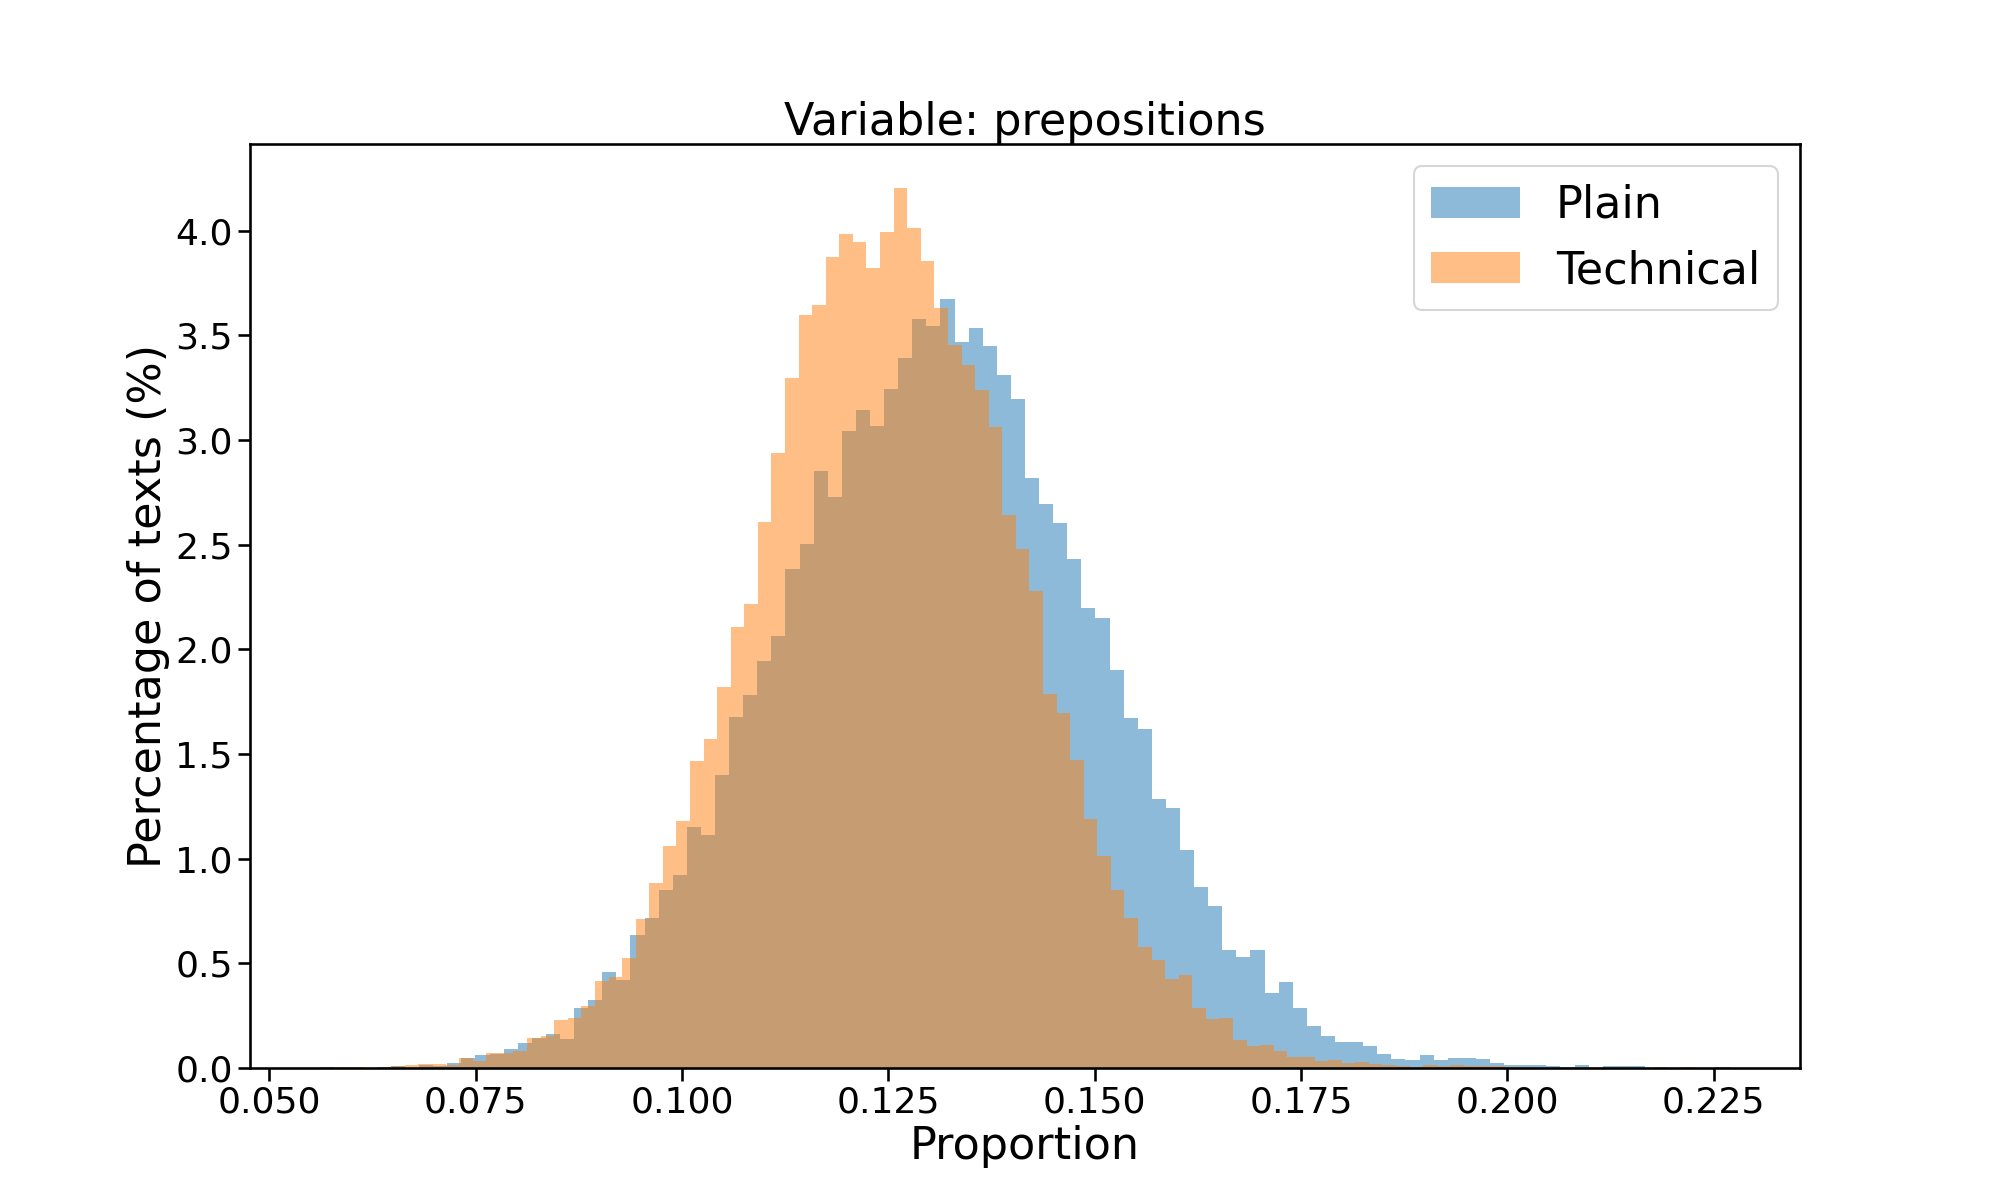 Variable: prepositions
Plain
Technical
Percentage of texts (%)
4.0
3.5
3.0
2.5
2.0
1.5
1.0
0.5
0.0
0.050 0.075 0.100 0.125 0.150 0.175 0.200 0.225
Proportion